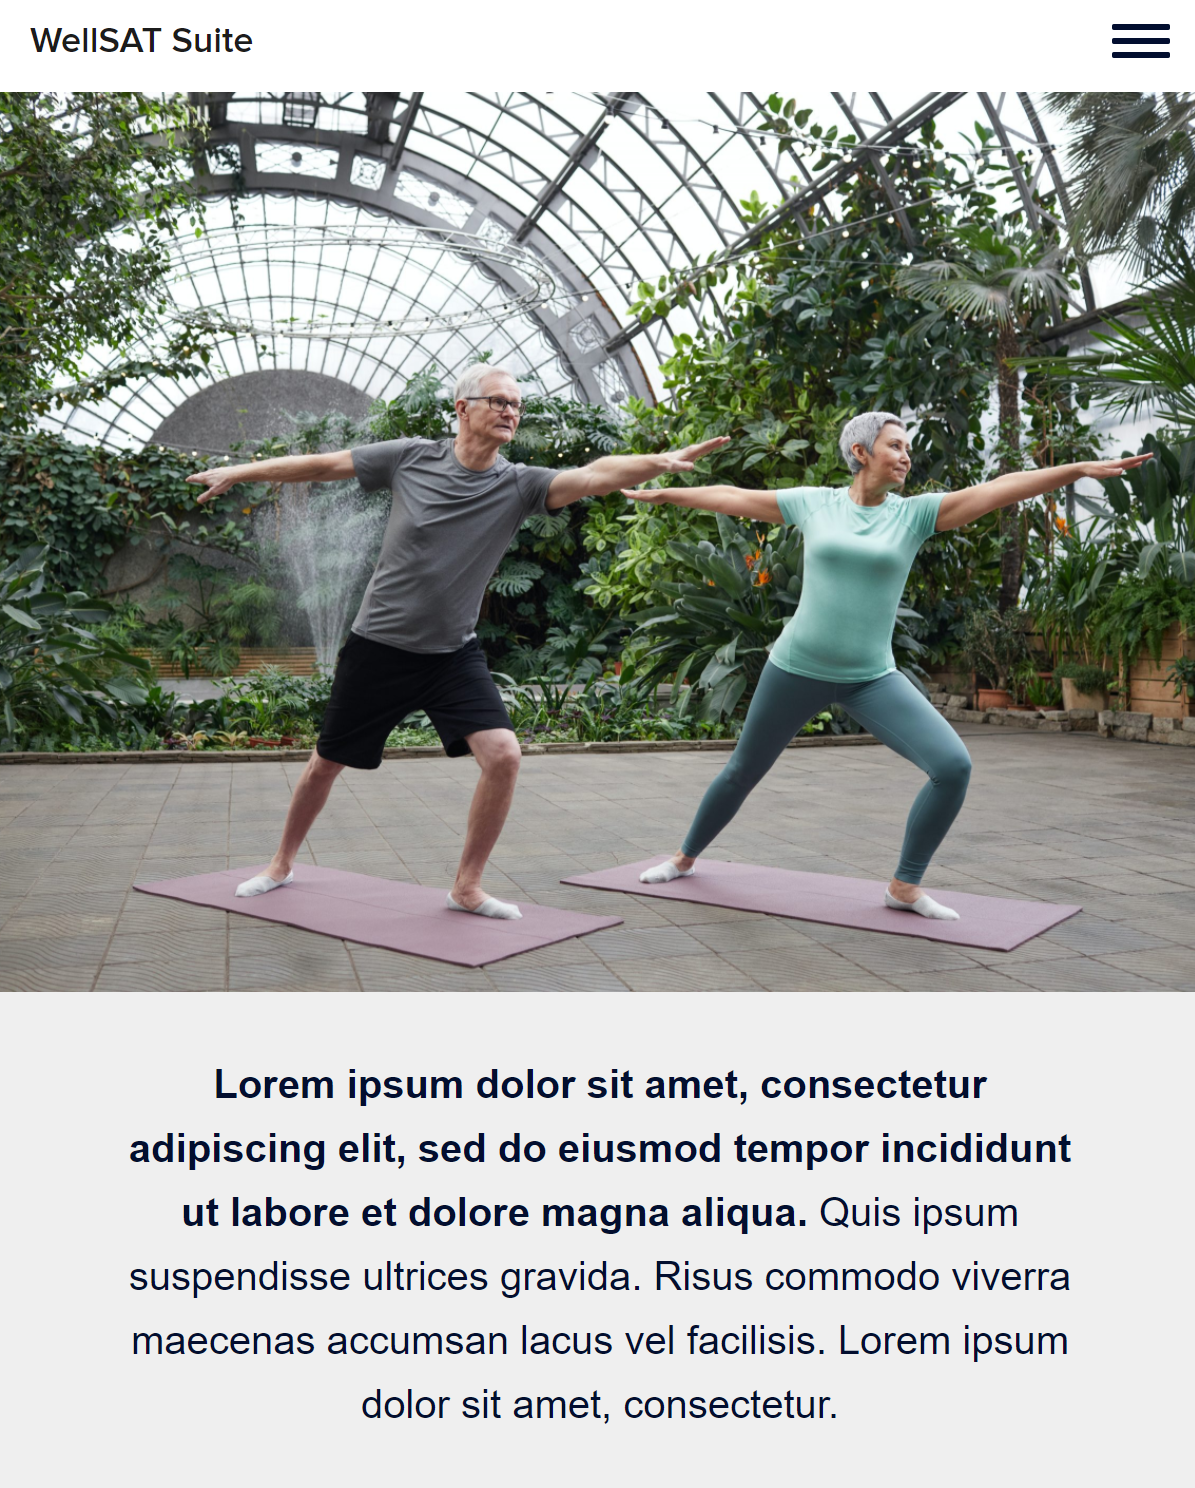 WellSAT Suite
Lorem ipsum dolor sit amet, consectetur
adipiscing elit, sed do eiusmod tempor incididunt
ut labore et dolore magna aliqua. Quis ipsum
suspendisse ultrices gravida. Risus commodo viverra
maecenas accumsan lacus vel facilisis. Lorem ipsum
dolor sit amet, consectetur.